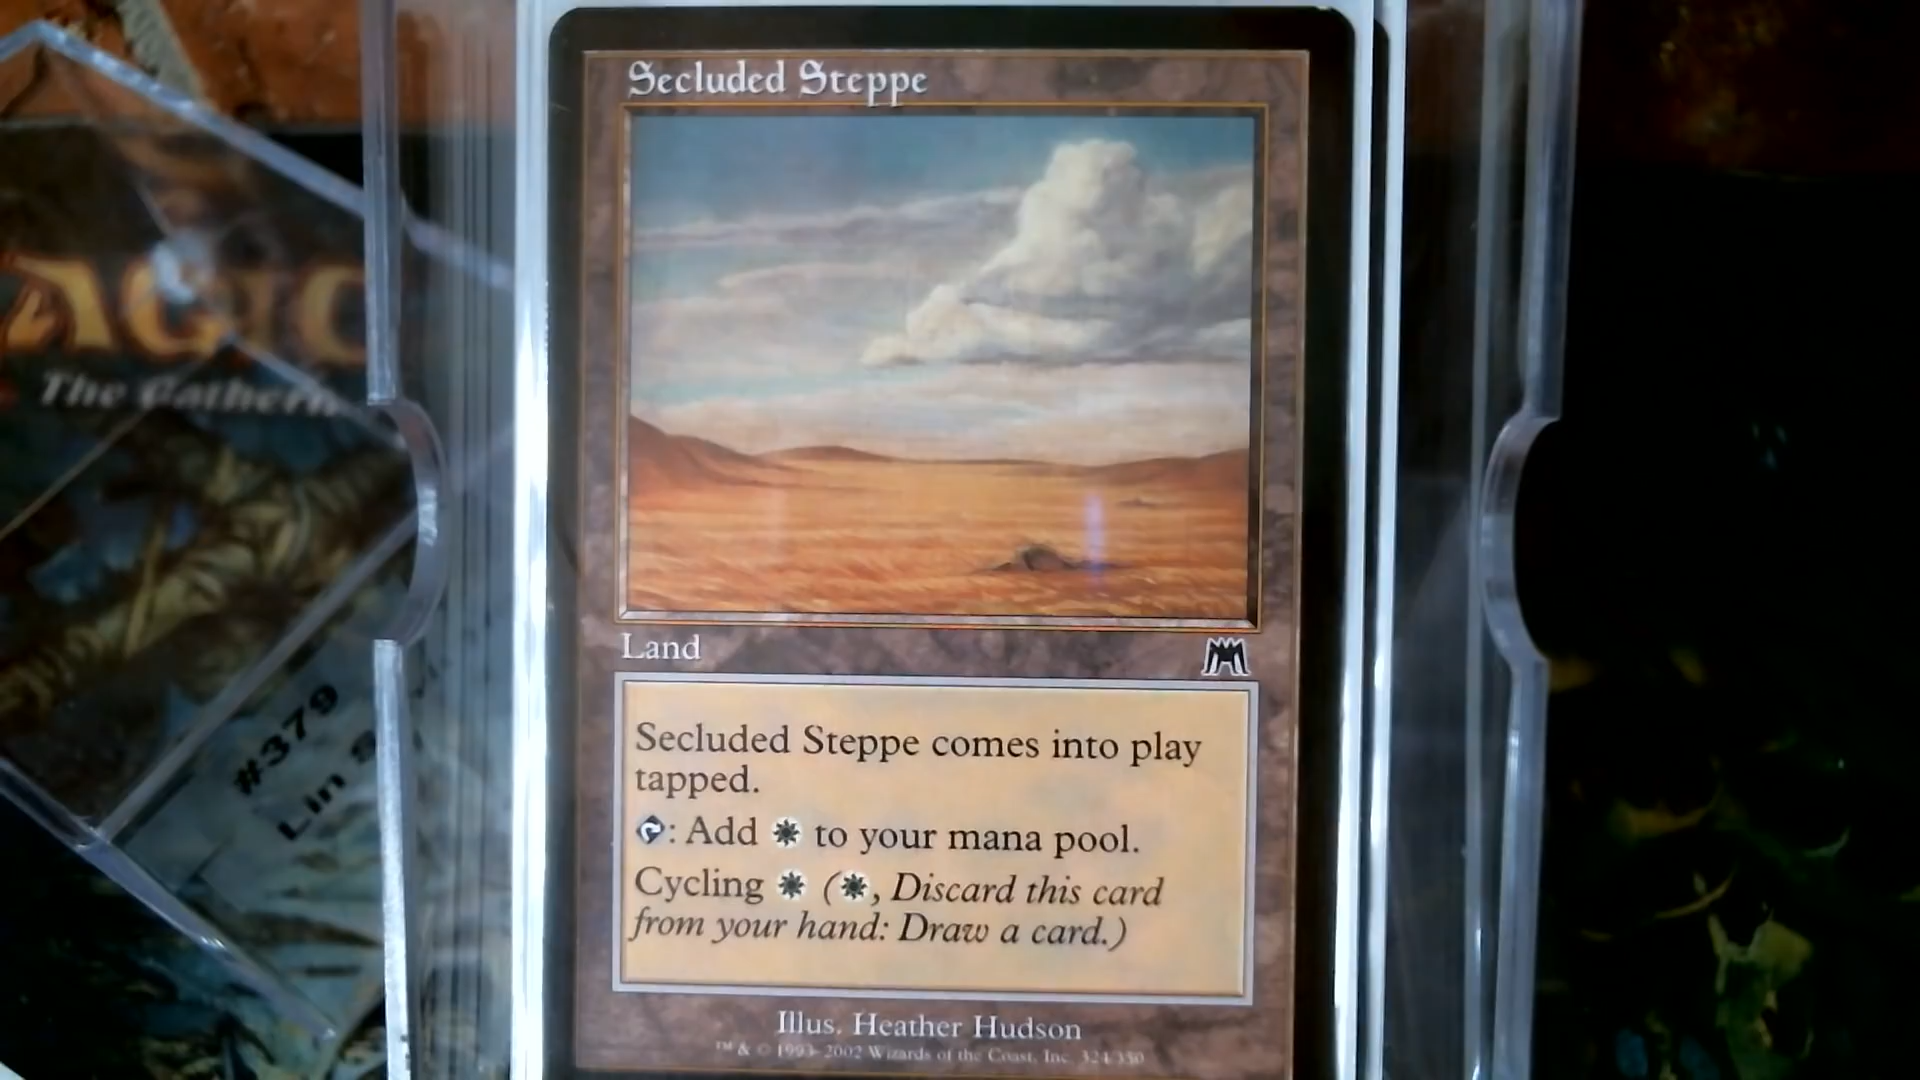 Secluded Steppe
Land
Secluded Steppe comes into play
tapped.
: Add to your mana pool.
Cycling (, Discard this card
from your hand: Draw a card.)
Illus. Heather Hudson
™ & © 1993-2002 Wizards of the Coast, Inc. 324/350
AGIC
The Gatherin
#379
Lin